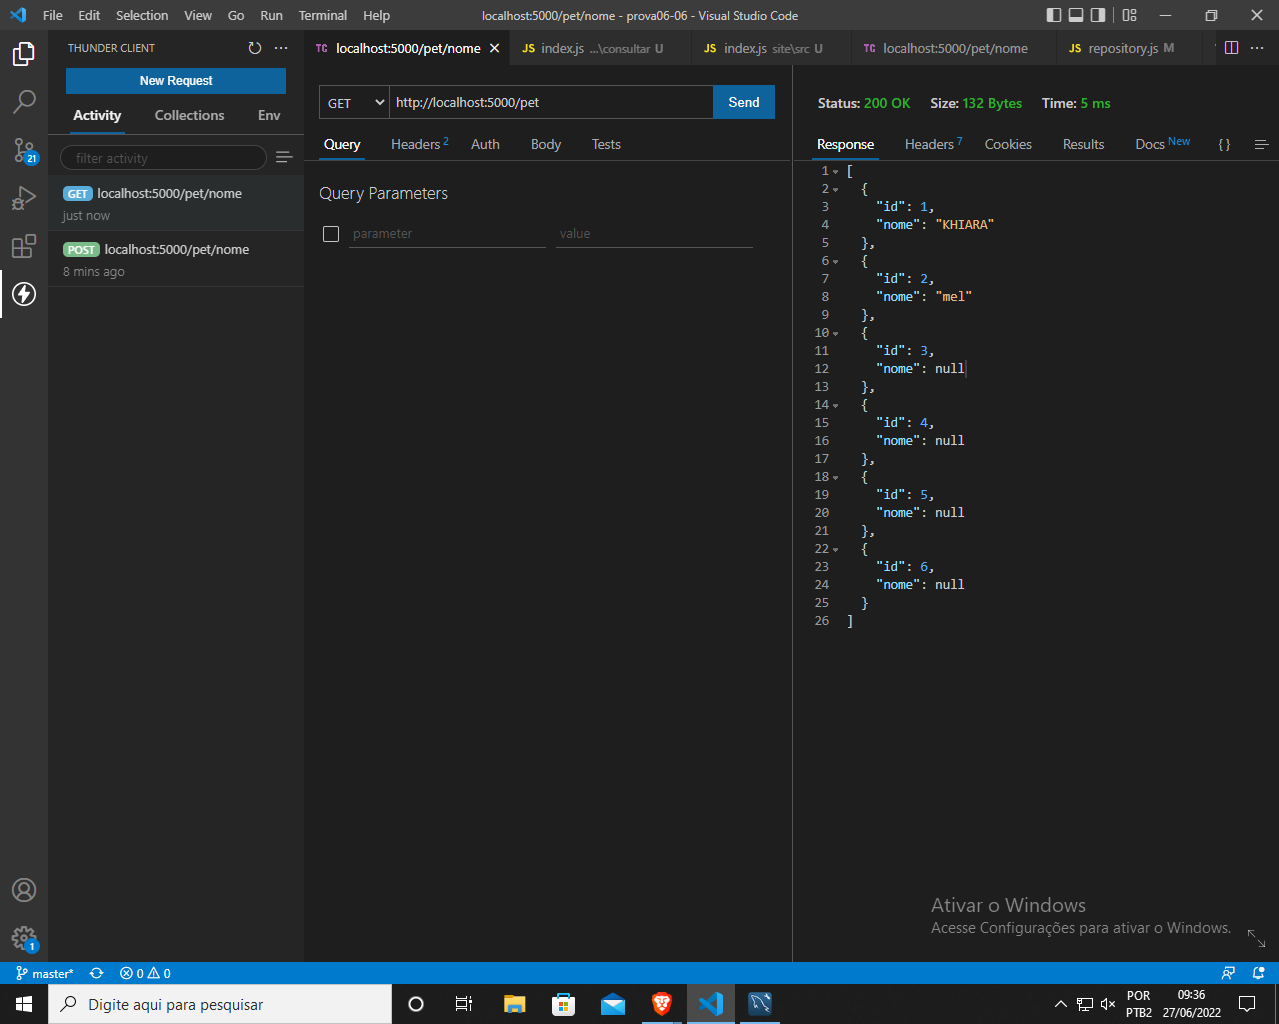 File Edit Selection View Go Run Terminal Help
localhost:5000/pet/nome - prova06-06 - Visual Studio Code
THUNDER CLIENT
New Request
Activity Collections Env
filter activity
GET localhost:5000/pet/nome
just now
POST localhost:5000/pet/nome
8 mins ago
21
1
TC localhost:5000/pet/nome
JS index.js ...\consultar U
JS index.js site\src U
TC localhost:5000/pet/nome
JS repository.js M
GET http://localhost:5000/pet Send
Query Headers 2 Auth Body Tests
Query Parameters
parameter value
Status: 200 OK Size: 132 Bytes Time: 5 ms
Response Headers 7 Cookies Results Docs New { }
1 [
2 {
3 "id": 1,
4 "nome": "KHIARA"
5 },
6 {
7 "id": 2,
8 "nome": "mel"
9 },
10 {
11 "id": 3,
12 "nome": null
13 },
14 {
15 "id": 4,
16 "nome": null
17 },
18 {
19 "id": 5,
20 "nome": null
21 },
22 {
23 "id": 6,
24 "nome": null
25 }
26 ]
Ativar o Windows
Acesse Configurações para ativar o Windows.
master* 0 0
Digite aqui para pesquisar
POR
PTB2
09:36
27/06/2022